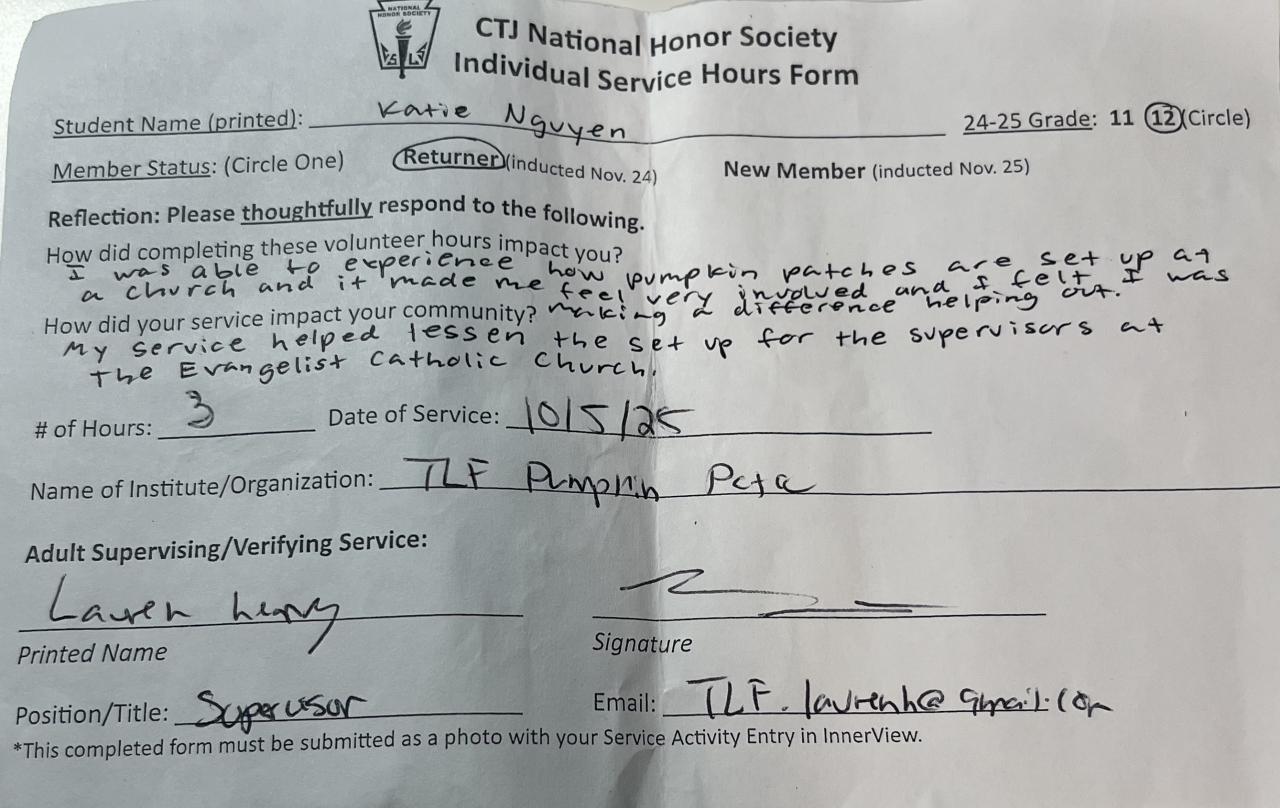 NATIONAL
HONOR SOCIETY
CTJ National Honor Society
Individual Service Hours Form
Student Name (printed): Katie Nguyen 24-25 Grade: 11 12 (Circle)
Member Status: (Circle One) Returner (inducted Nov. 24) New Member (inducted Nov. 25)
Reflection: Please thoughtfully respond to the following.
How did completing these volunteer hours impact you?
I was able to experience how pumpkin patches are set up at
a church and it made me feel very involved and I felt I was
making a difference helping out.
How did your service impact your community?
My service helped lessen the set up for the supervisors at
the Evangelist Catholic Church.
# of Hours: 3 Date of Service: 10/5/25
Name of Institute/Organization: TLF Pumpkin
Adult Supervising/Verifying Service:
Lauren henry
Printed Name Signature
Position/Title: Supervisor Email: TLF.laurenh@gmail.com
*This completed form must be submitted as a photo with your Service Activity Entry in InnerView.